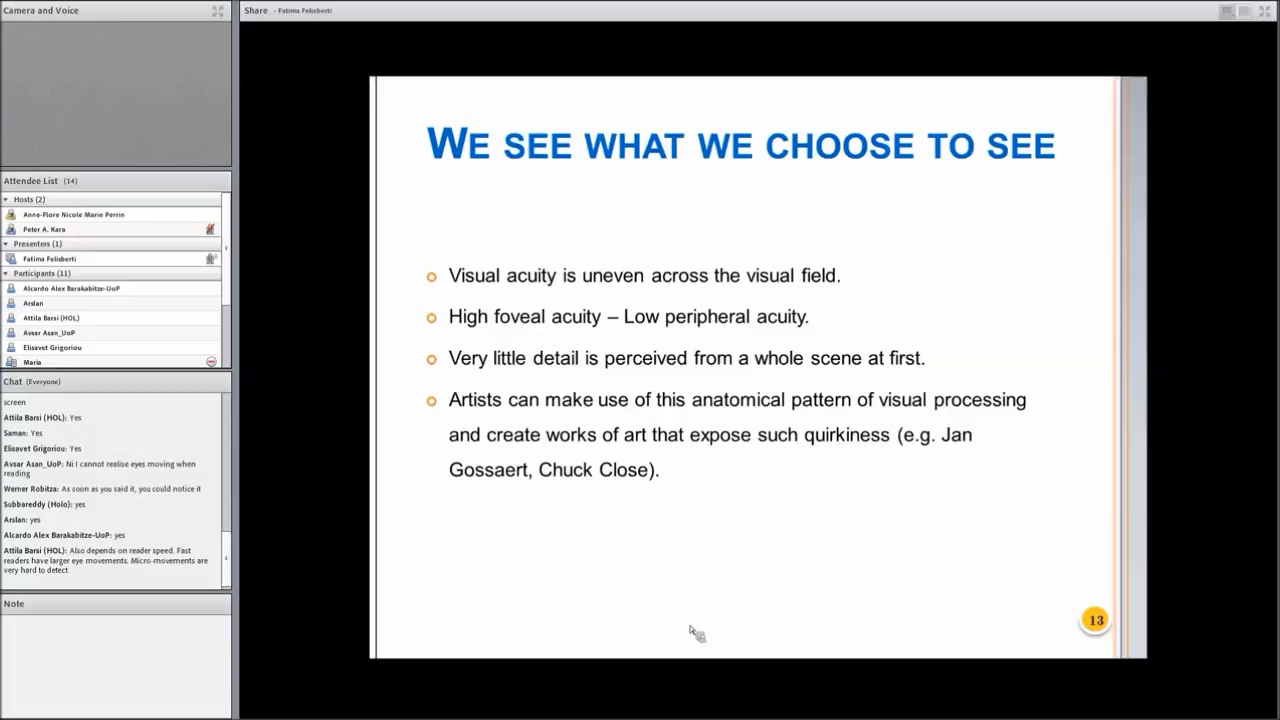 Camera and Voice
Share - Fatima Felisberti
Attendee List (14)
Hosts (2)
Anne-Flore Nicole Marie Perrin
Peter A. Kara
Presenters (1)
Fatima Felisberti
Participants (11)
Alcardo Alex Barakabitze-UoP
Arslan
Attila Barsi (HOL)
Avsar Asan_UoP
Elisavet Grigoriou
Maria
Chat (Everyone)
screen
Attila Barsi (HOL): Yes
Saman: Yes
Elisavet Grigoriou: Yes
Avsar Asan_UoP: Ni I cannot realise eyes moving when
reading
Werner Robitza: As soon as you said it, you could notice it
Subbareddy (Holo): yes
Arslan: yes
Alcardo Alex Barakabitze-UoP: yes
Attila Barsi (HOL): Also depends on reader speed. Fast
readers have larger eye movements. Micro-movements are
very hard to detect.
Note
WE SEE WHAT WE CHOOSE TO SEE
Visual acuity is uneven across the visual field.
High foveal acuity – Low peripheral acuity.
Very little detail is perceived from a whole scene at first.
Artists can make use of this anatomical pattern of visual processing
and create works of art that expose such quirkiness (e.g. Jan
Gossaert, Chuck Close).
13